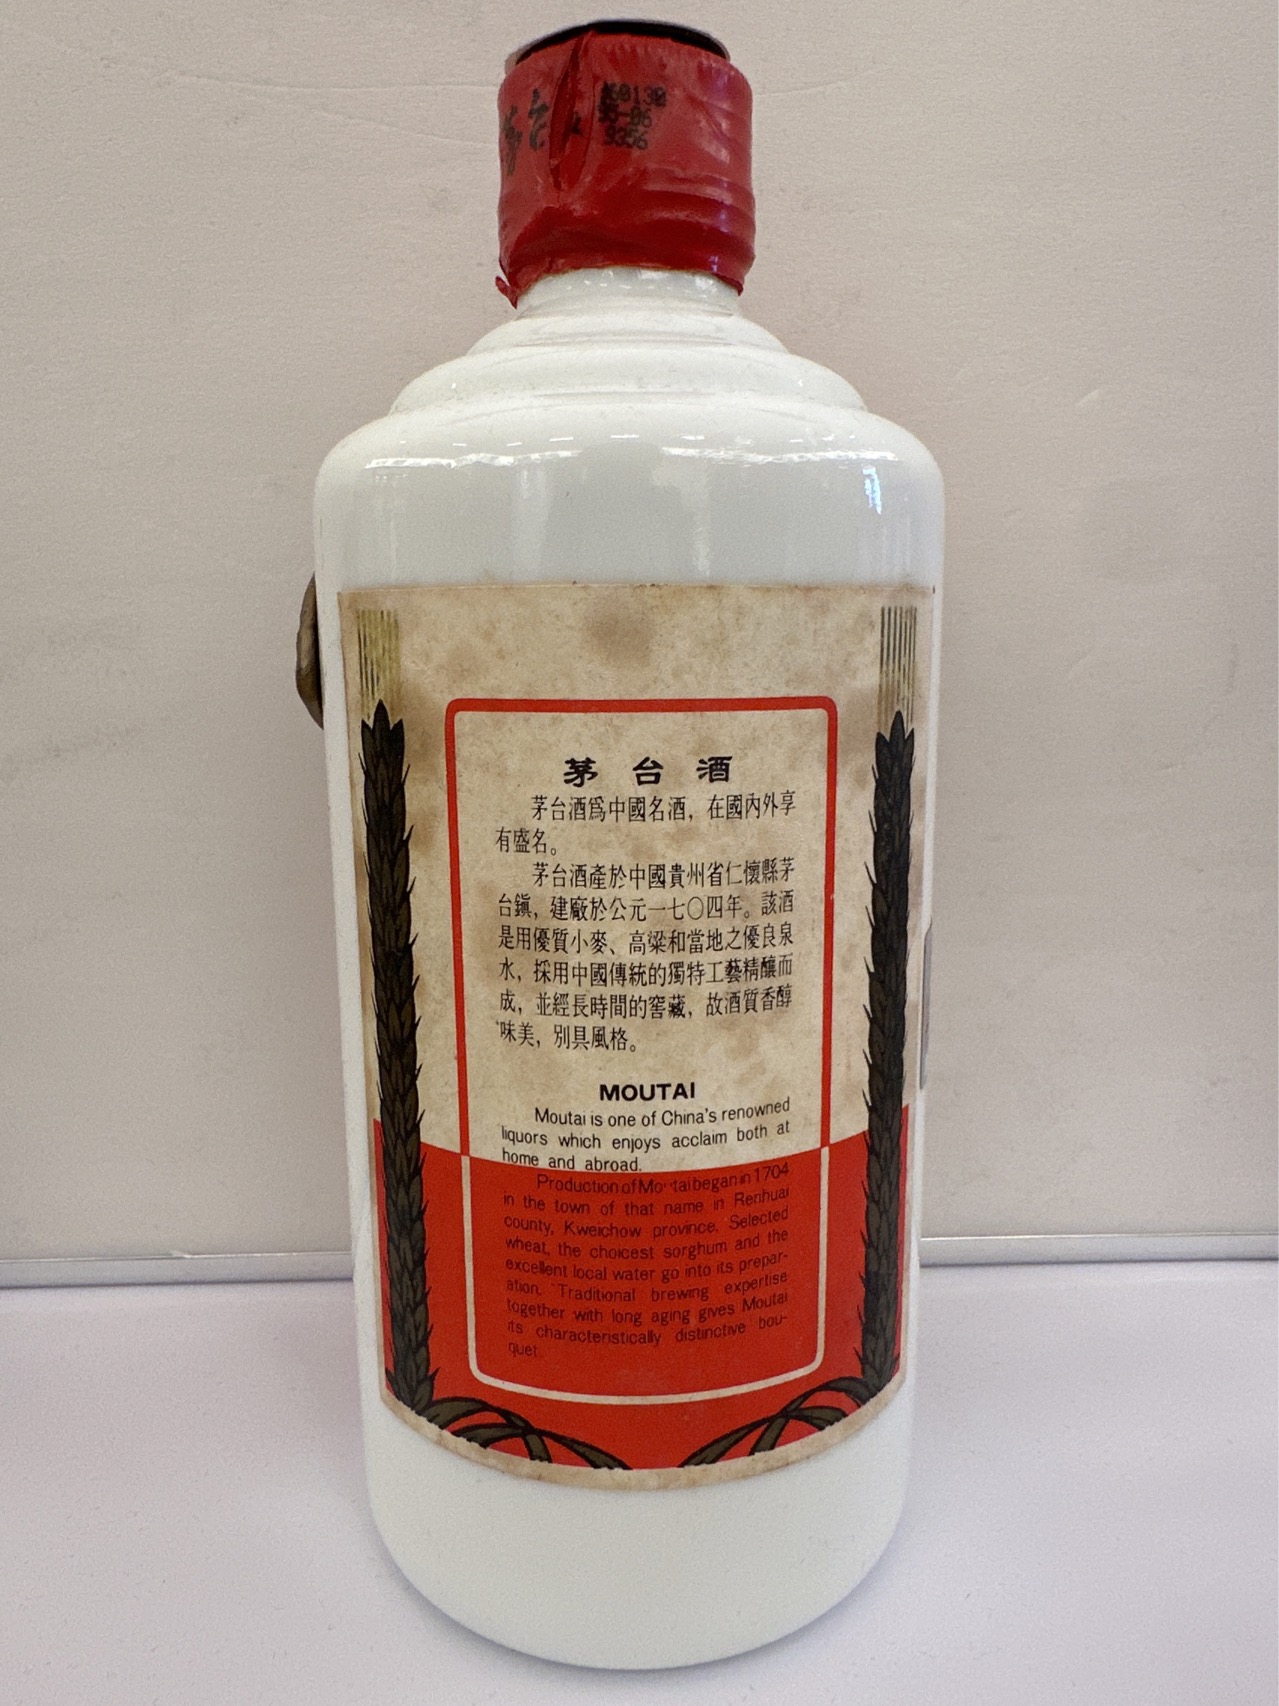 茅台
95-06
3356
茅台酒
茅台酒爲中國名酒，在國內外享
有盛名。
茅台酒產於中國貴州省仁懷縣茅
台鎭，建廠於公元一七〇四年。該酒
是用優質小麥、高粱和當地之優良泉
水，採用中國傳統的獨特工藝精釀而
成，並經長時間的窖藏，故酒質香醇
味美，別具風格。
MOUTAI
Moutai is one of China's renowned
liquors which enjoys acclaim both at
home and abroad.
Production of Moutai began in 1704
in the town of that name in Renhuai
county, Kweichow province. Selected
wheat, the choicest sorghum and the
excellent local water go into its prepar-
ation. Traditional brewing expertise
together with long aging gives Moutai
its characteristically distinctive bou-
quet.